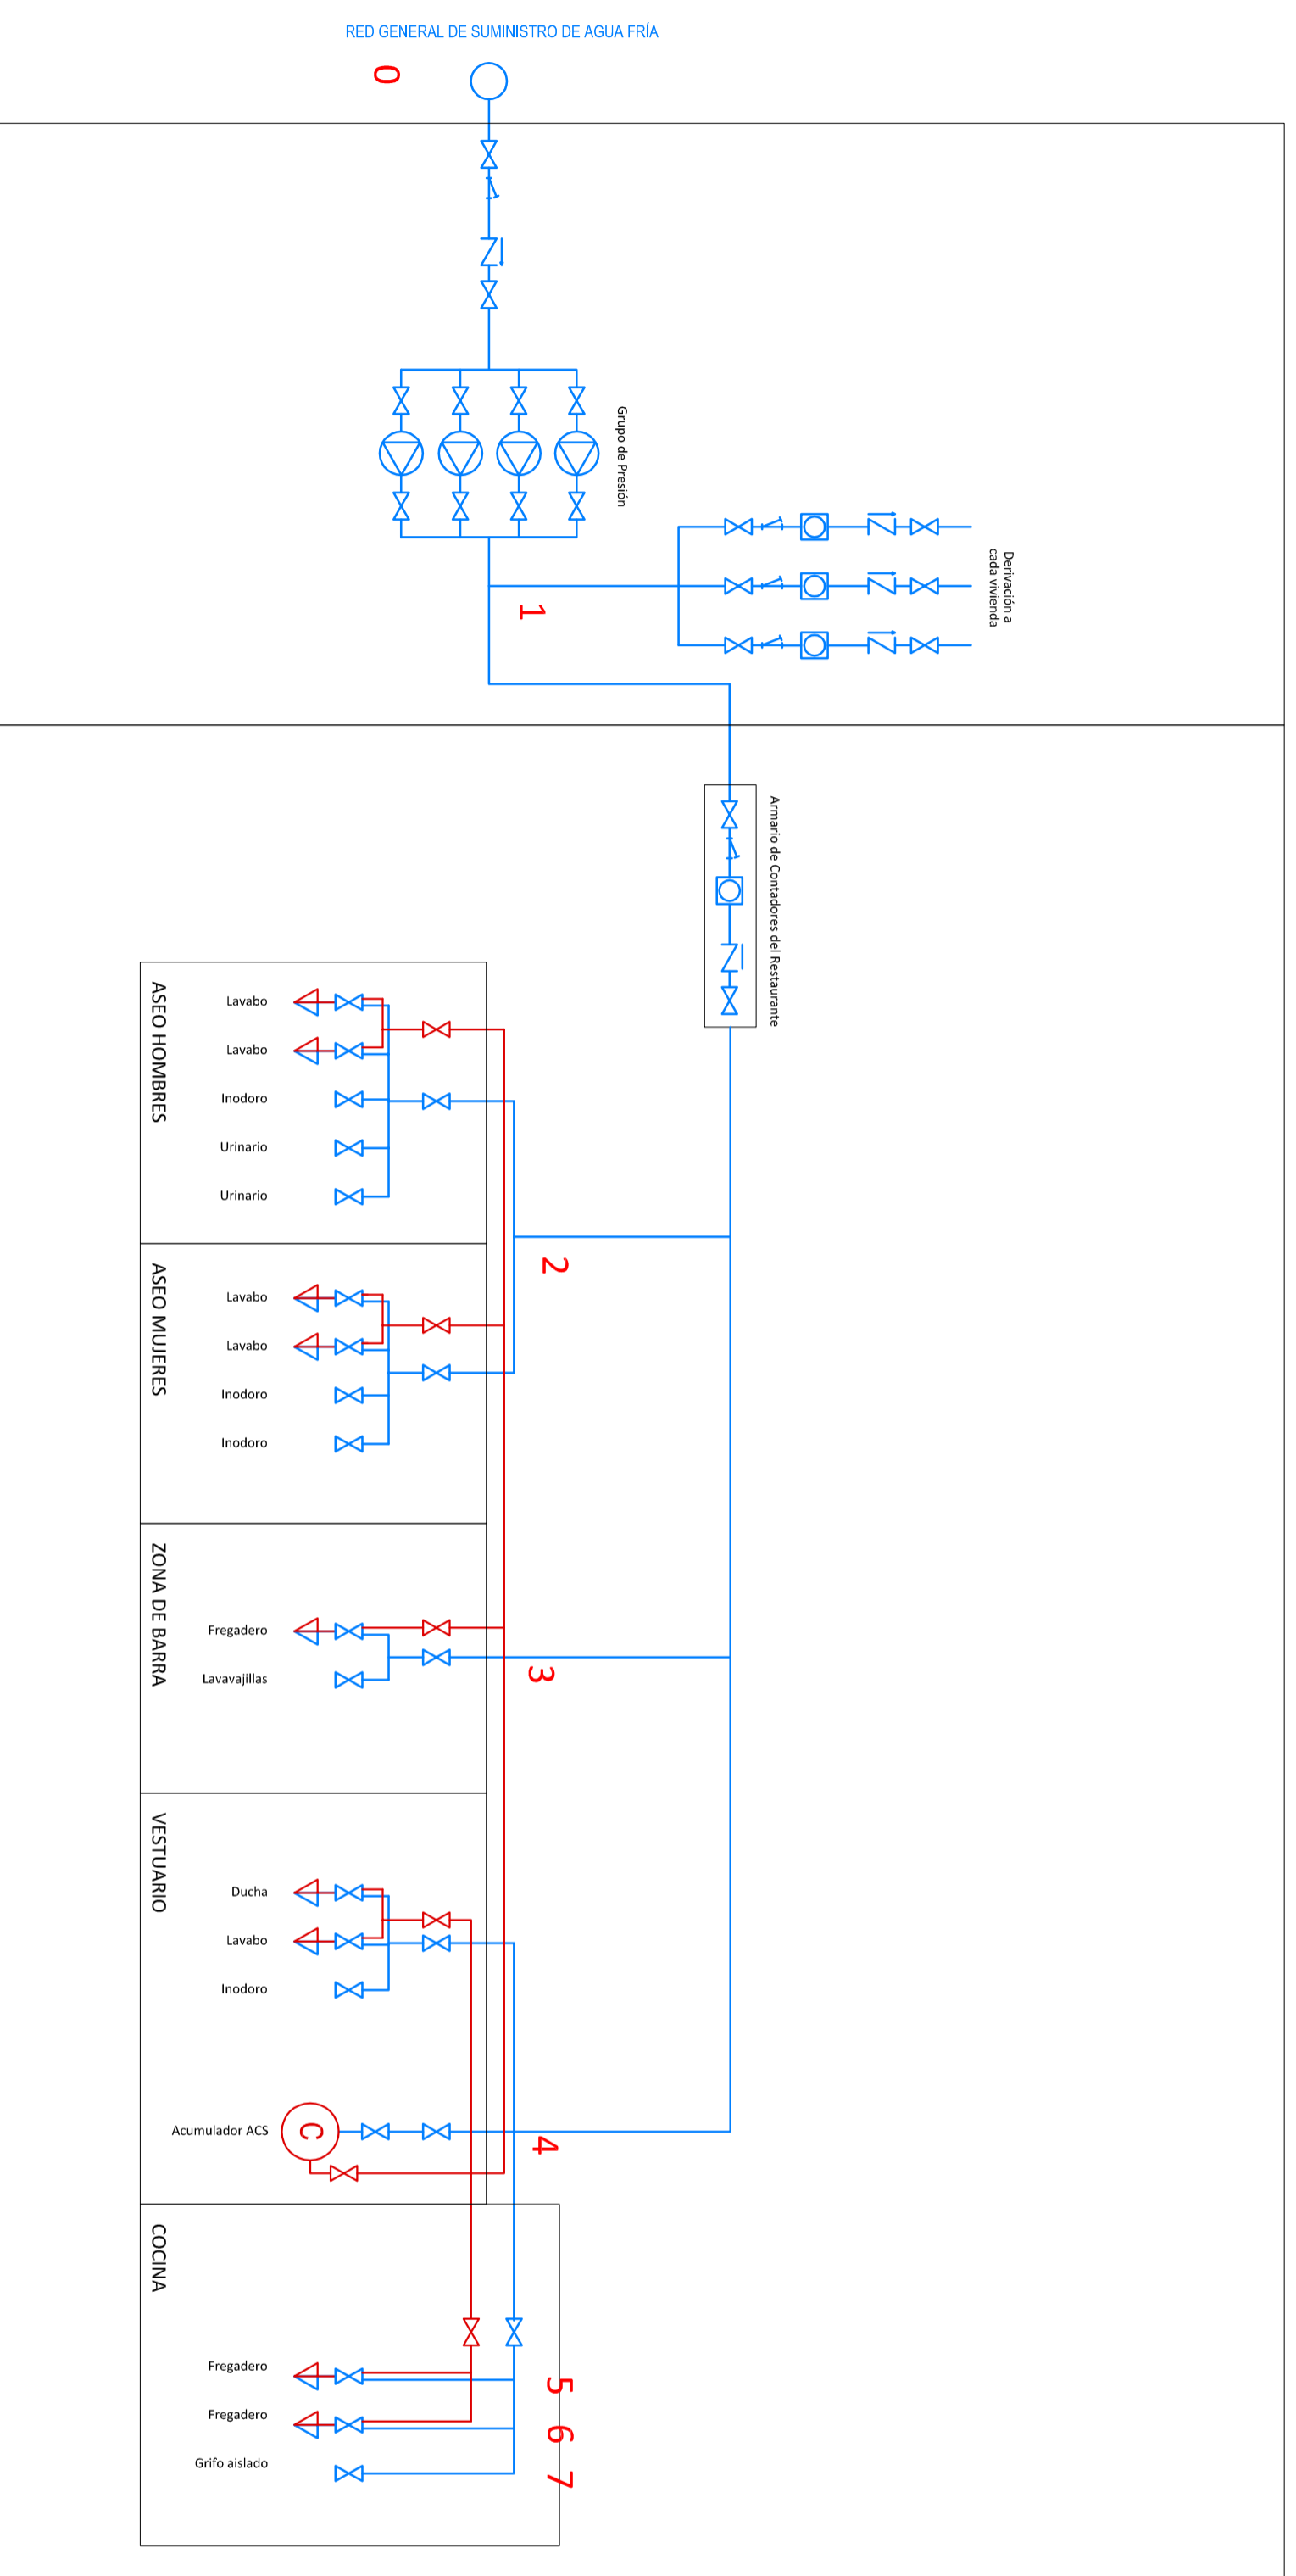 RED GENERAL DE SUMINISTRO DE AGUA FRÍA
0
Grupo de Presión
Derivación a
cada vivienda
1
Armario de Contadores del Restaurante
ASEO HOMBRES
Lavabo
Lavabo
Inodoro
Urinario
Urinario
2
ASEO MUJERES
Lavabo
Lavabo
Inodoro
Inodoro
ZONA DE BARRA
Fregadero
Lavavajillas
3
VESTUARIO
Ducha
Lavabo
Inodoro
Acumulador ACS
C
4
COCINA
Fregadero
Fregadero
Grifo aislado
5
6
7